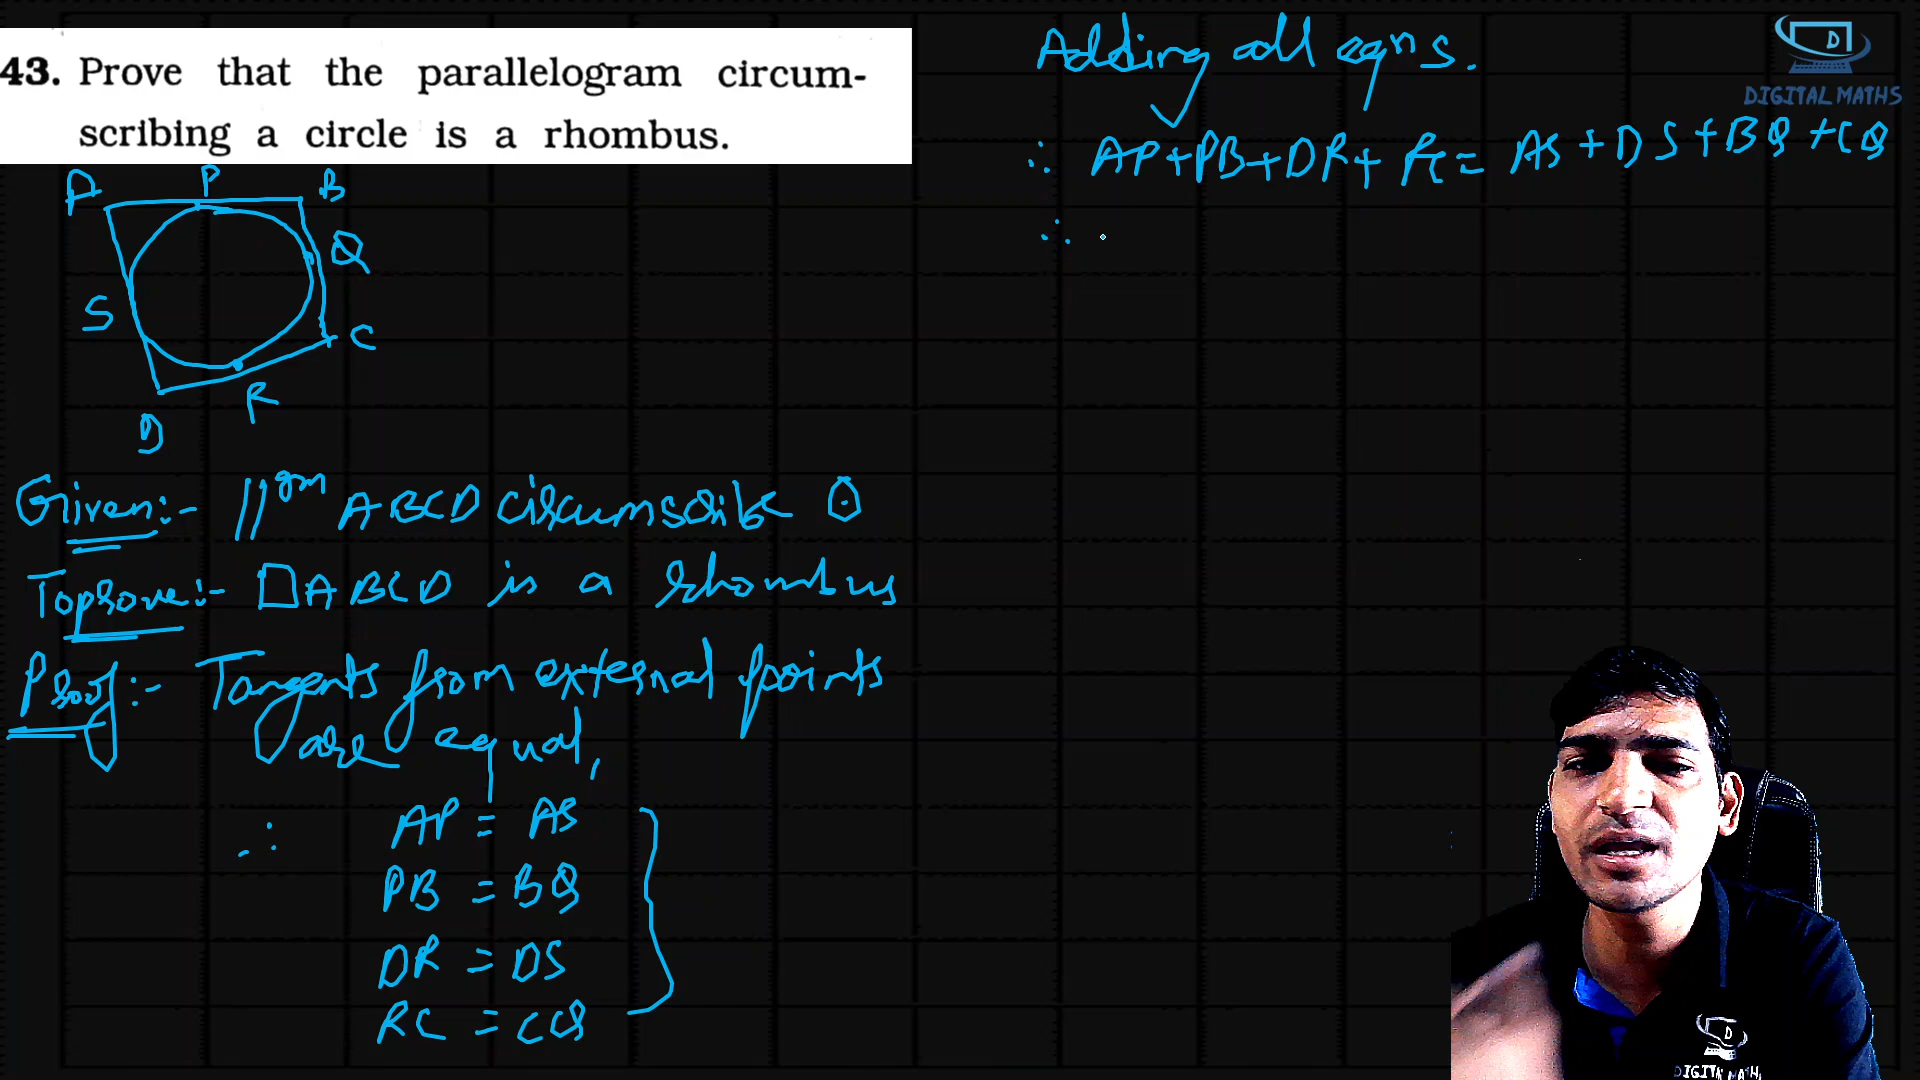 43. Prove that the parallelogram circum-
scribing a circle is a rhombus.
A P B
Q
S
C
R
D
Given:- ||gm ABCD circumscribe ⊙
To prove:- □ABCD is a rhombus
Proof:- Tangents from external points
are equal,
∴ AP = AS
PB = BQ
DR = DS
RC = CQ
Adding all eqns.
∴ AP+PB+DR+RC = AS+DS+BQ+CQ
∴
D
DIGITAL MATHS
D
DIGITAL MATHS